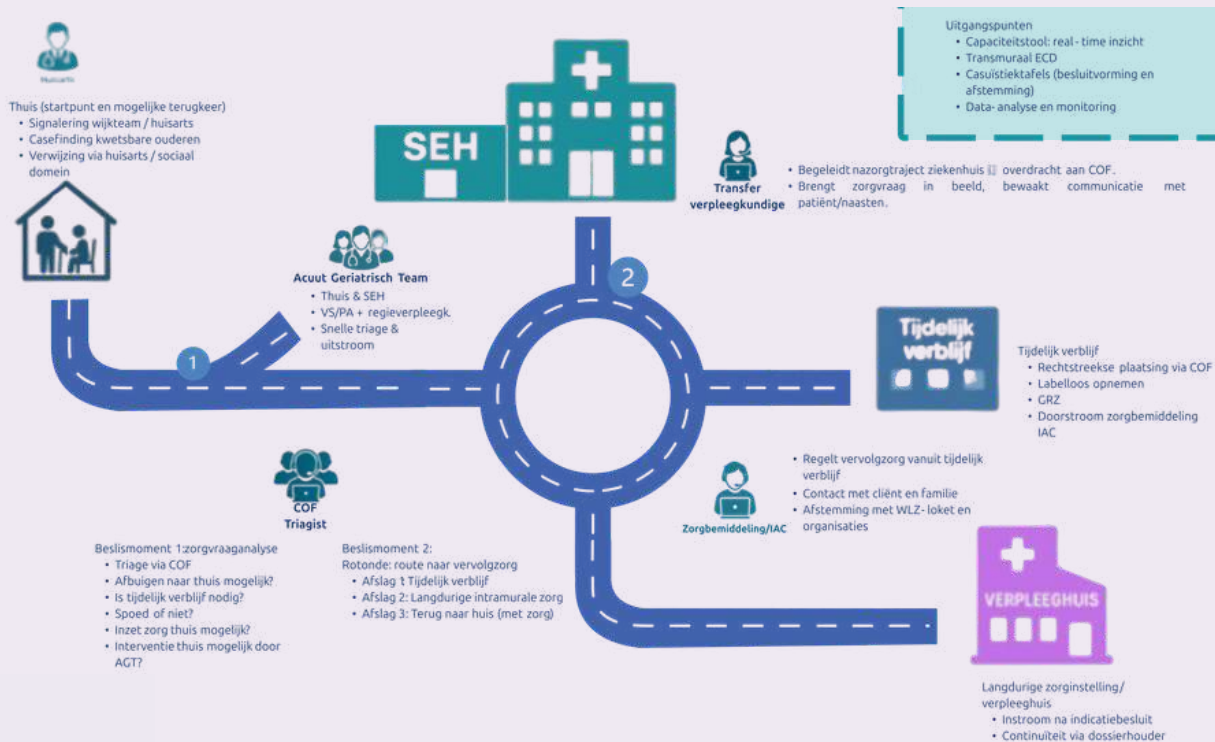 Huisarts
Thuis (startpunt en mogelijke terugkeer)
• Signalering wijkteam / huisarts
• Casefinding kwetsbare ouderen
• Verwijzing via huisarts / sociaal
domein
SEH
Uitgangspunten
• Capaciteitstool: real- time inzicht
• Transmuraal ECD
• Casuïstiektafels (besluitvorming en
afstemming)
• Data- analyse en monitoring
Transfer
verpleegkundige
• Begeleidt nazorgtraject ziekenhuis overdracht aan COF.
• Brengt zorgvraag in beeld, bewaakt communicatie met
patiënt/naasten.
Acuut Geriatrisch Team
• Thuis & SEH
• VS/PA + regieverpleegk.
• Snelle triage &
uitstroom
1
2
Tijdelijk
verblijf
Tijdelijk verblijf
• Rechtstreekse plaatsing via COF
• Labelloos opnemen
• GRZ
• Doorstroom zorgbemiddeling
IAC
COF
Triagist
Beslismoment 1:zorgvraaganalyse
• Triage via COF
• Afbuigen naar thuis mogelijk?
• Is tijdelijk verblijf nodig?
• Spoed of niet?
• Inzet zorg thuis mogelijk?
• Interventie thuis mogelijk door
AGT?
Beslismoment 2:
Rotonde: route naar vervolgzorg
• Afslag 1: Tijdelijk verblijf
• Afslag 2: Langdurige intramurale zorg
• Afslag 3: Terug naar huis (met zorg)
Zorgbemiddeling/IAC
• Regelt vervolgzorg vanuit tijdelijk
verblijf
• Contact met cliënt en familie
• Afstemming met WLZ- loket en
organisaties
VERPLEEGHUIS
Langdurige zorginstelling/
verpleeghuis
• Instroom na indicatiebesluit
• Continuïteit via dossierhouder